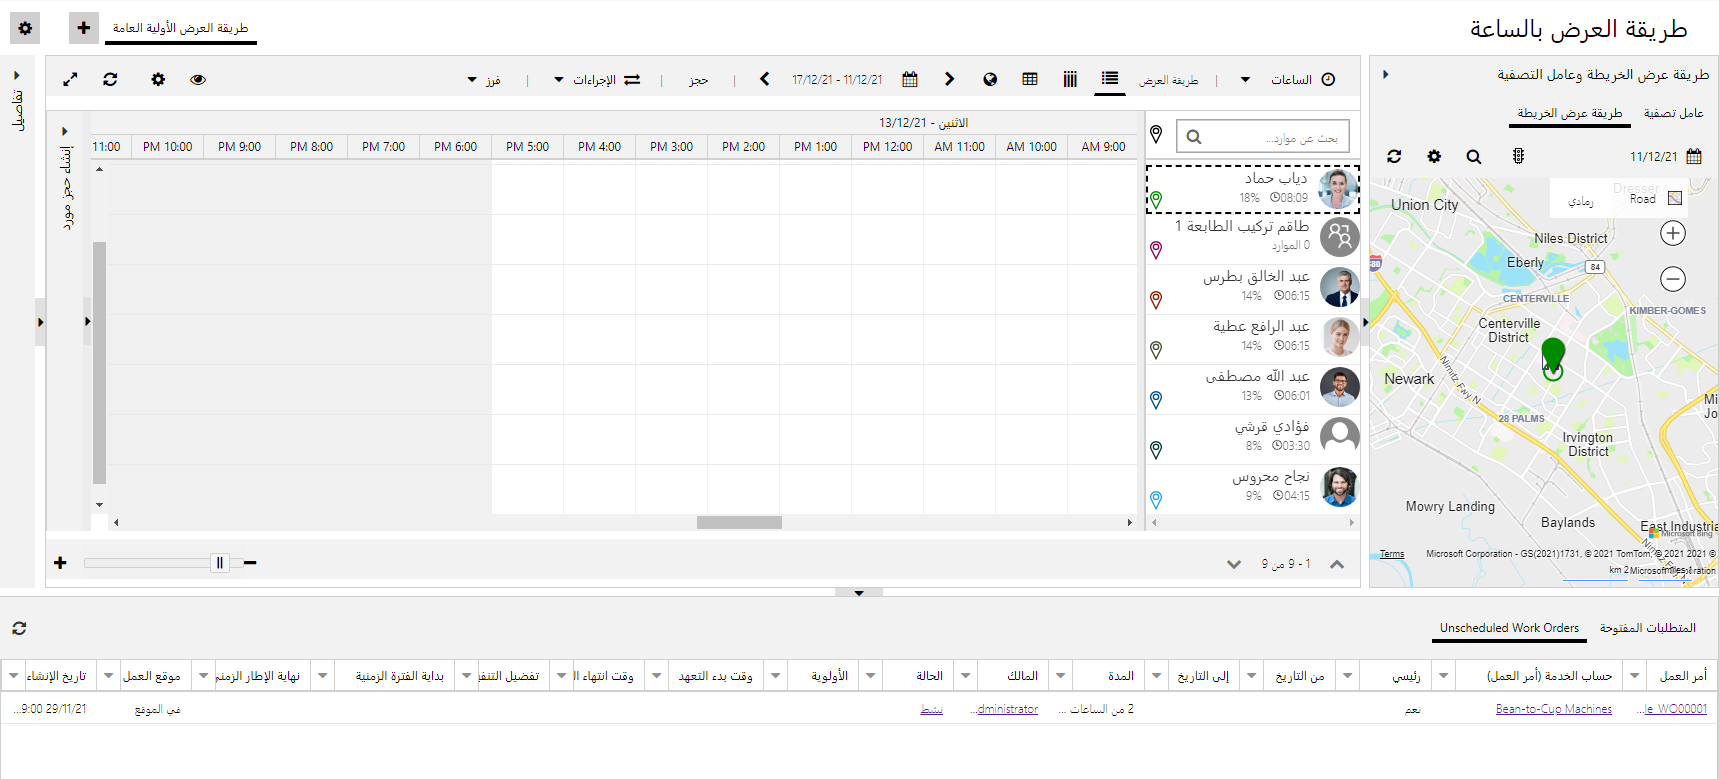 طريقة العرض بالساعة
طريقة العرض الأولية العامة
طريقة عرض الخريطة وعامل التصفية
عامل تصفية
طريقة عرض الخريطة
11/12/21
Dresser
Road
رمادي
Union City
Niles District
Eberly
84
CENTERVILLE
KIMBER-GOMES
Centerville District
Newark
Nimitz Fwy N
28 PALMS
Irvington District
Mowry Landing
Baylands
East Industria
Microsoft Bing
Terms
Microsoft Corporation - GS(2021)1731, © 2021 TomTom, © 2021 2021 ©
الساعات
طريقة العرض
11/12/21 - 17/12/21
حجز
الإجراءات
فرز
تفاصيل
إنشاء حجز مورد
الاثنين - 13/12/21
AM 9:00
AM 10:00
AM 11:00
PM 12:00
PM 1:00
PM 2:00
PM 3:00
PM 4:00
PM 5:00
PM 6:00
PM 7:00
PM 8:00
PM 9:00
PM 10:00
11:00
بحث عن موارد...
دياب حماد
08:09 18%
طاقم تركيب الطابعة 1
0 الموارد
عبد الخالق بطرس
06:15 14%
عبد الرافع عطية
06:15 14%
عبد الله مصطفى
06:01 13%
فؤادي قرشي
03:30 8%
نجاح محروس
04:15 9%
1 - 9 من 9
المتطلبات المفتوحة
Unscheduled Work Orders
أمر العمل
حساب الخدمة (أمر العمل)
رئيسي
من التاريخ
إلى التاريخ
المدة
المالك
الحالة
الأولوية
وقت بدء التعهد
وقت انتهاء ا
تفضيل التنف
بداية الفترة الزمنية
نهاية الإطار الزمني
موقع العمل
تاريخ الإنشاء
...le_WO00001
Bean-to-Cup Machines
نعم
2 من الساعات ...
...dministrator
نشط
في الموقع
29/11/21 9:00...